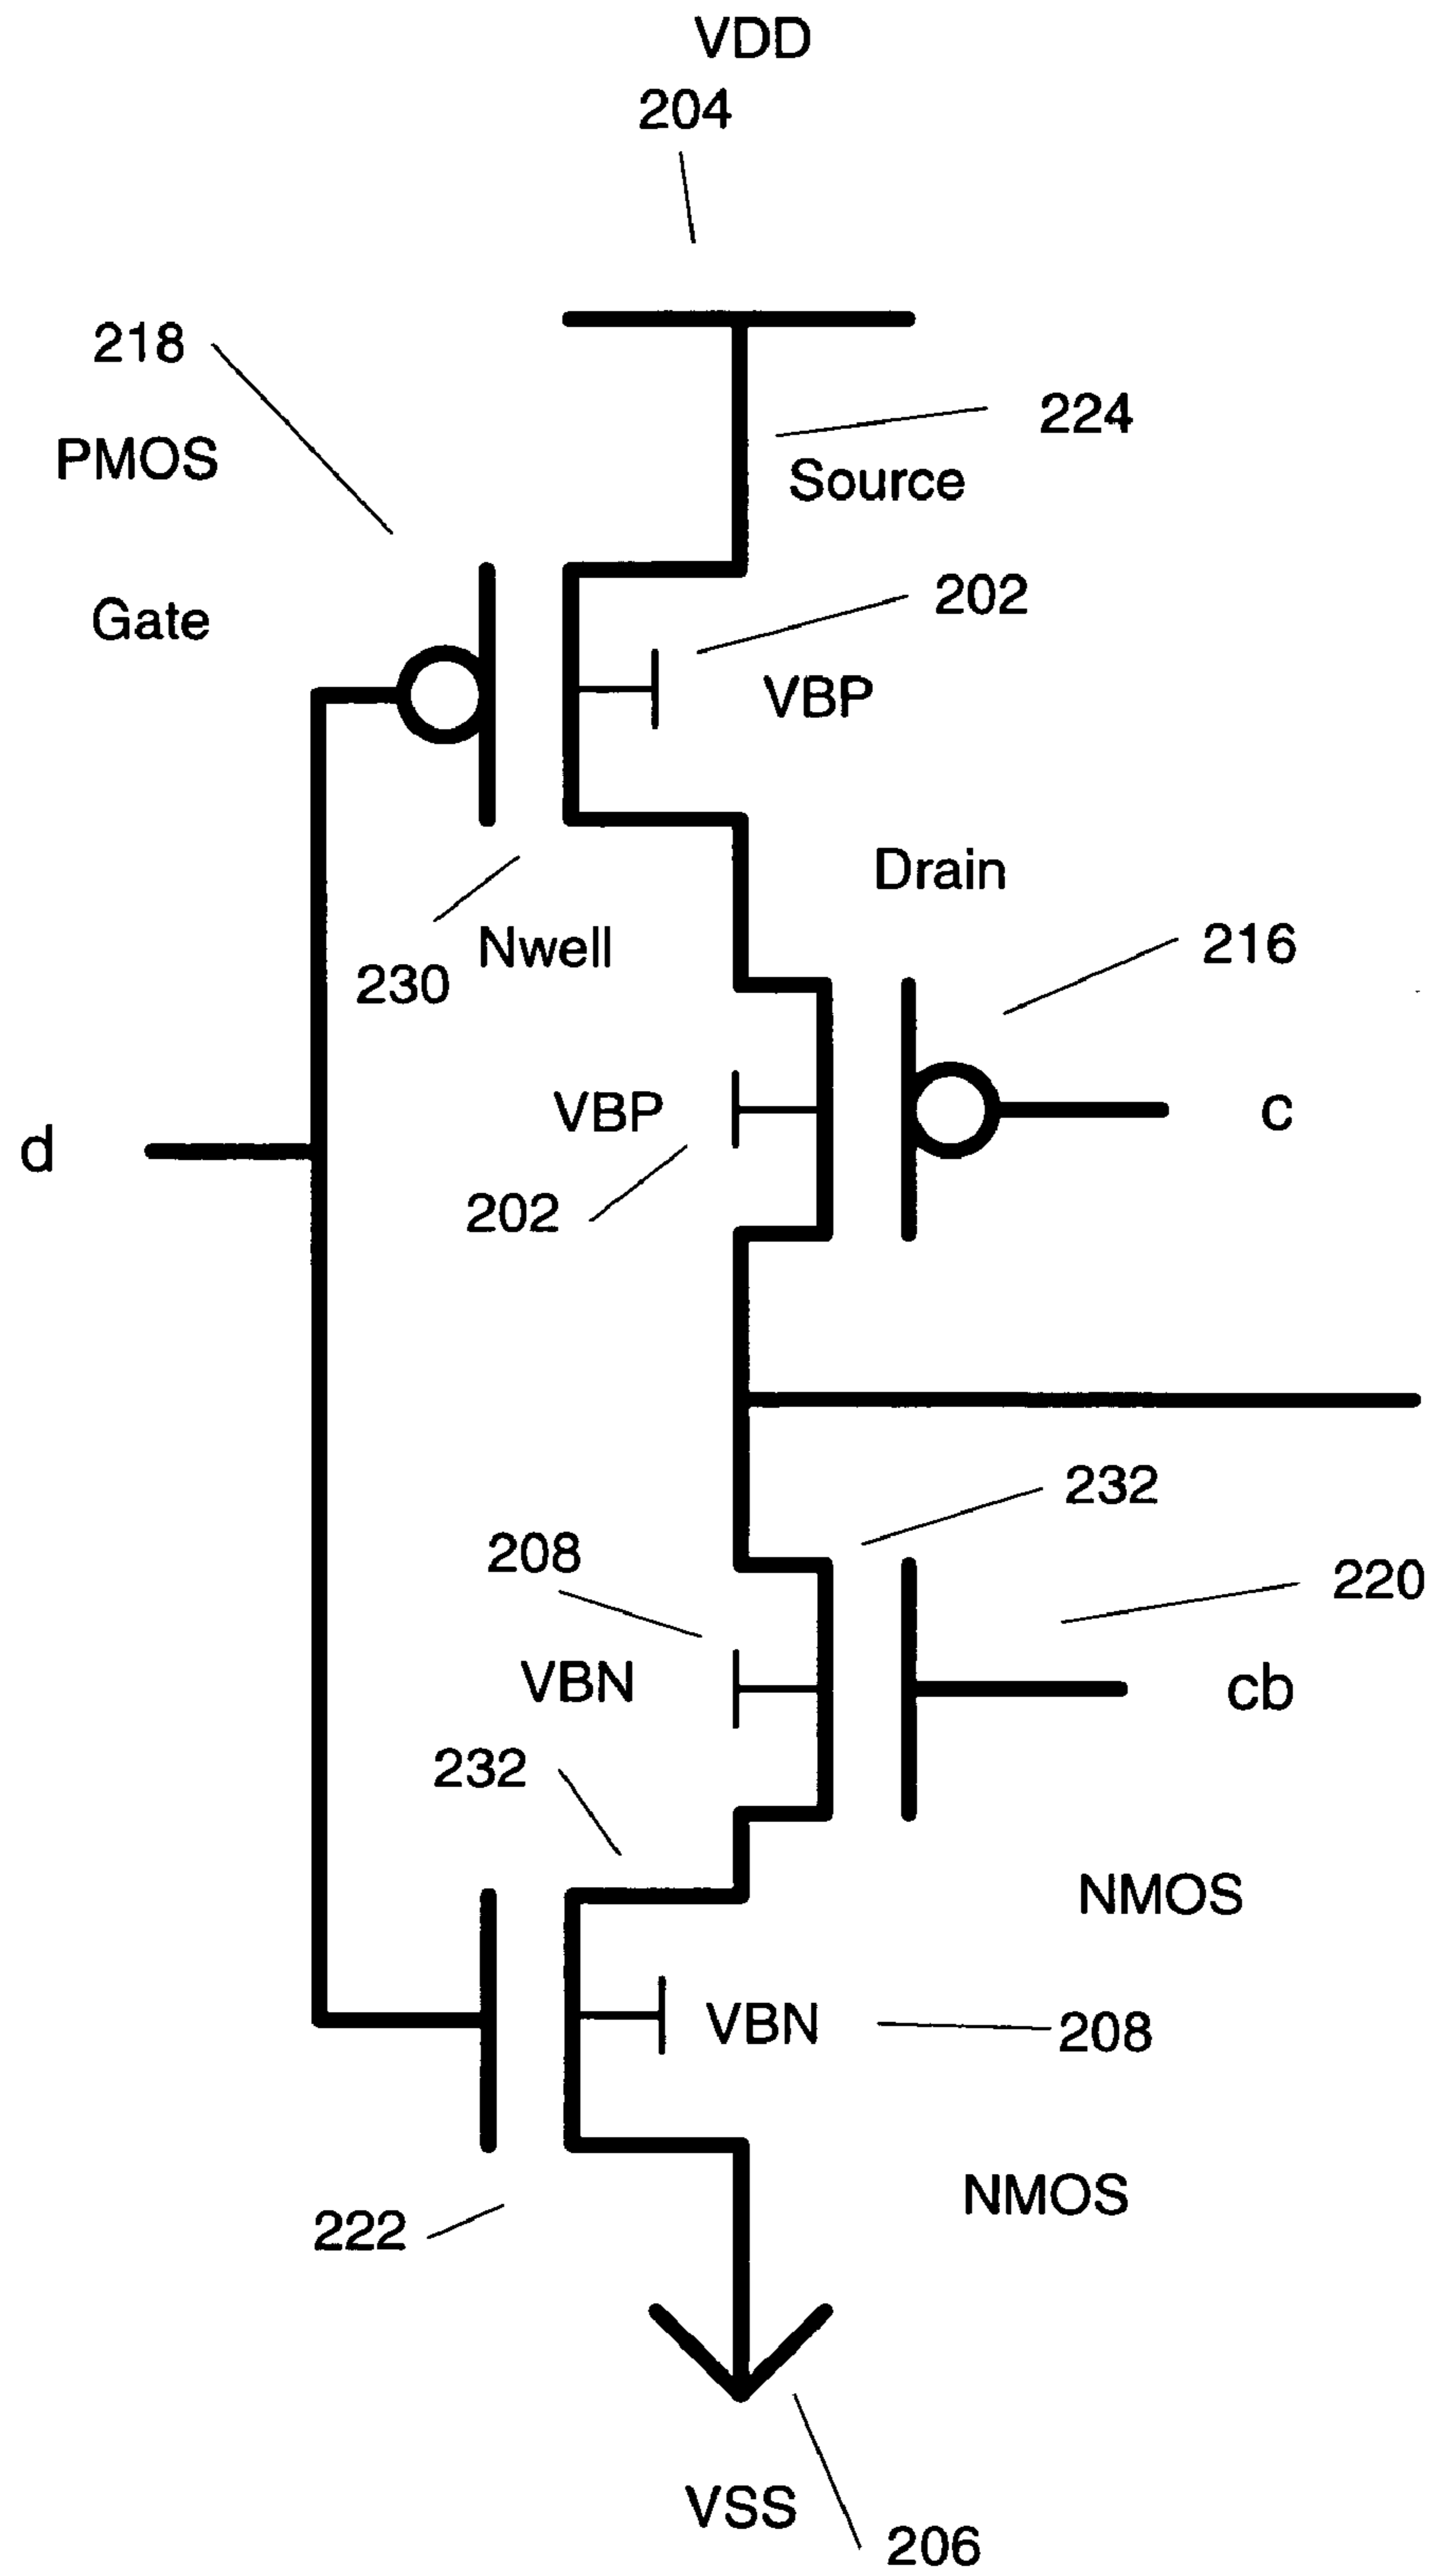 VDD
204
218
224
PMOS
Source
202
Gate
VBP
Drain
216
Nwell
230
VBP
c
d
202
232
208
220
VBN
cb
232
NMOS
VBN
208
NMOS
222
VSS
206